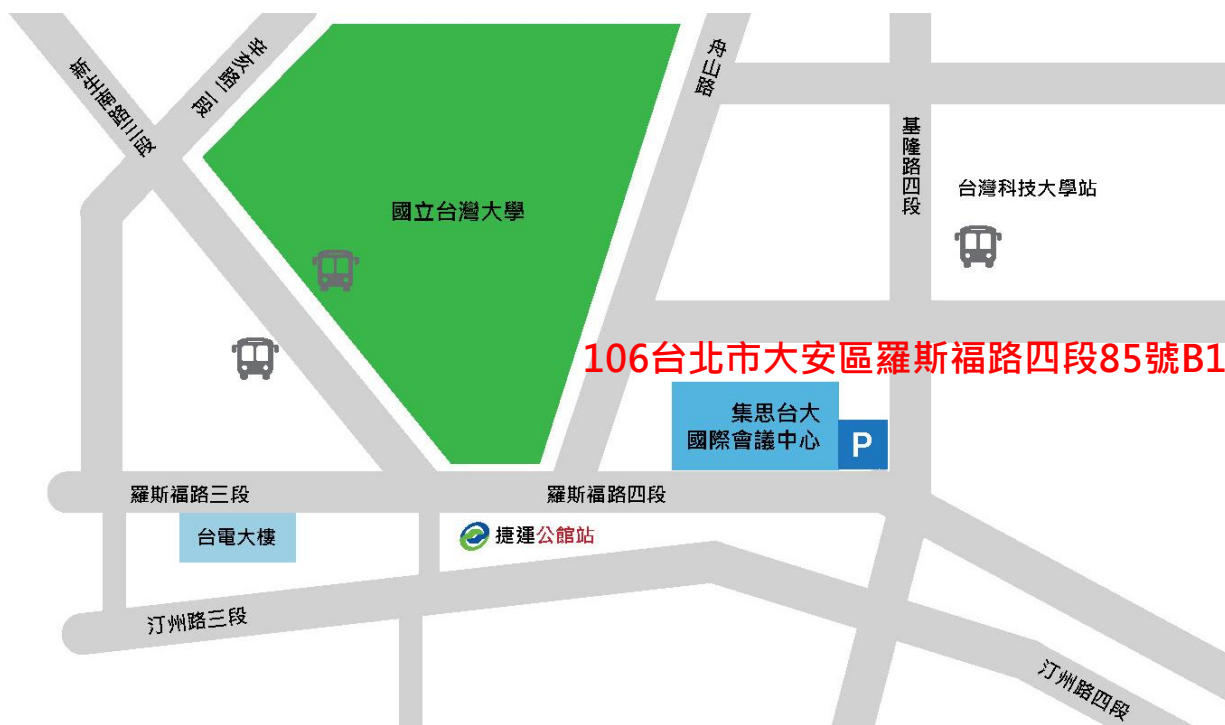 新生南路三段
辛亥路一段
舟山路
基隆路四段
台灣科技大學站
國立台灣大學
106台北市大安區羅斯福路四段85號B1
集思台大
國際會議中心
P
羅斯福路三段
羅斯福路四段
台電大樓
捷運公館站
汀州路三段
汀州路四段